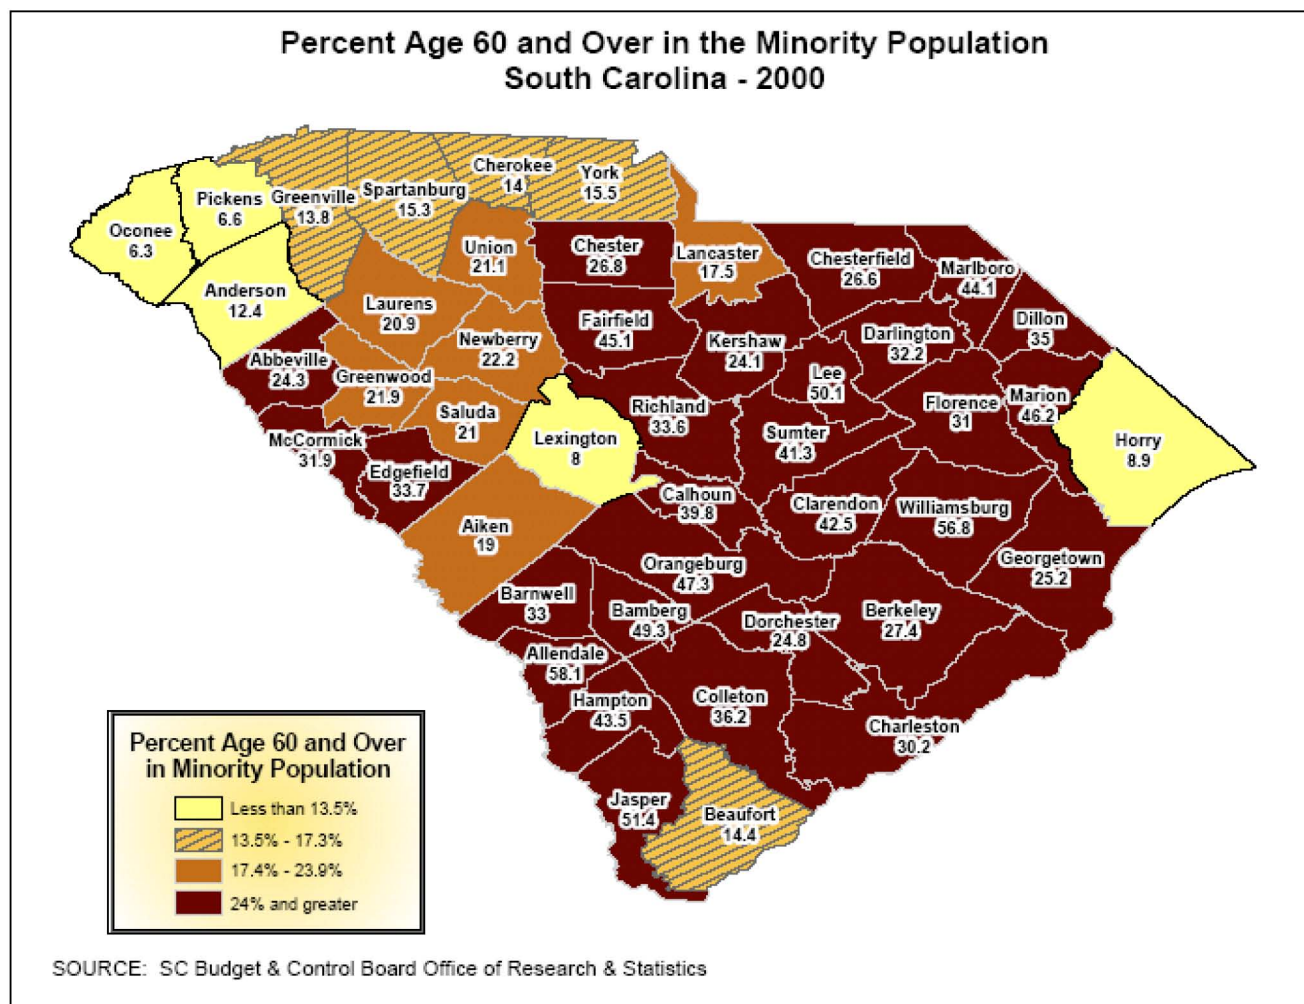 Percent Age 60 and Over in the Minority Population
South Carolina - 2000
Oconee
6.3
Pickens
6.6
Greenville
13.8
Spartanburg
15.3
Cherokee
14
York
15.5
Anderson
12.4
Union
21.1
Chester
26.8
Lancaster
17.5
Chesterfield
26.6
Marlboro
44.1
Laurens
20.9
Newberry
22.2
Fairfield
45.1
Kershaw
24.1
Darlington
32.2
Dillon
35
Abbeville
24.3
Greenwood
21.9
Saluda
21
Lexington
8
Richland
33.6
Lee
50.1
Florence
31
Marion
46.2
Horry
8.9
McCormick
31.9
Edgefield
33.7
Sumter
41.3
Aiken
19
Calhoun
39.8
Clarendon
42.5
Williamsburg
56.8
Georgetown
25.2
Orangeburg
47.3
Barnwell
33
Bamberg
49.3
Dorchester
24.8
Berkeley
27.4
Allendale
58.1
Hampton
43.5
Colleton
36.2
Charleston
30.2
Jasper
51.4
Beaufort
14.4
Percent Age 60 and Over
in Minority Population
Less than 13.5%
13.5% - 17.3%
17.4% - 23.9%
24% and greater
SOURCE: SC Budget & Control Board Office of Research & Statistics